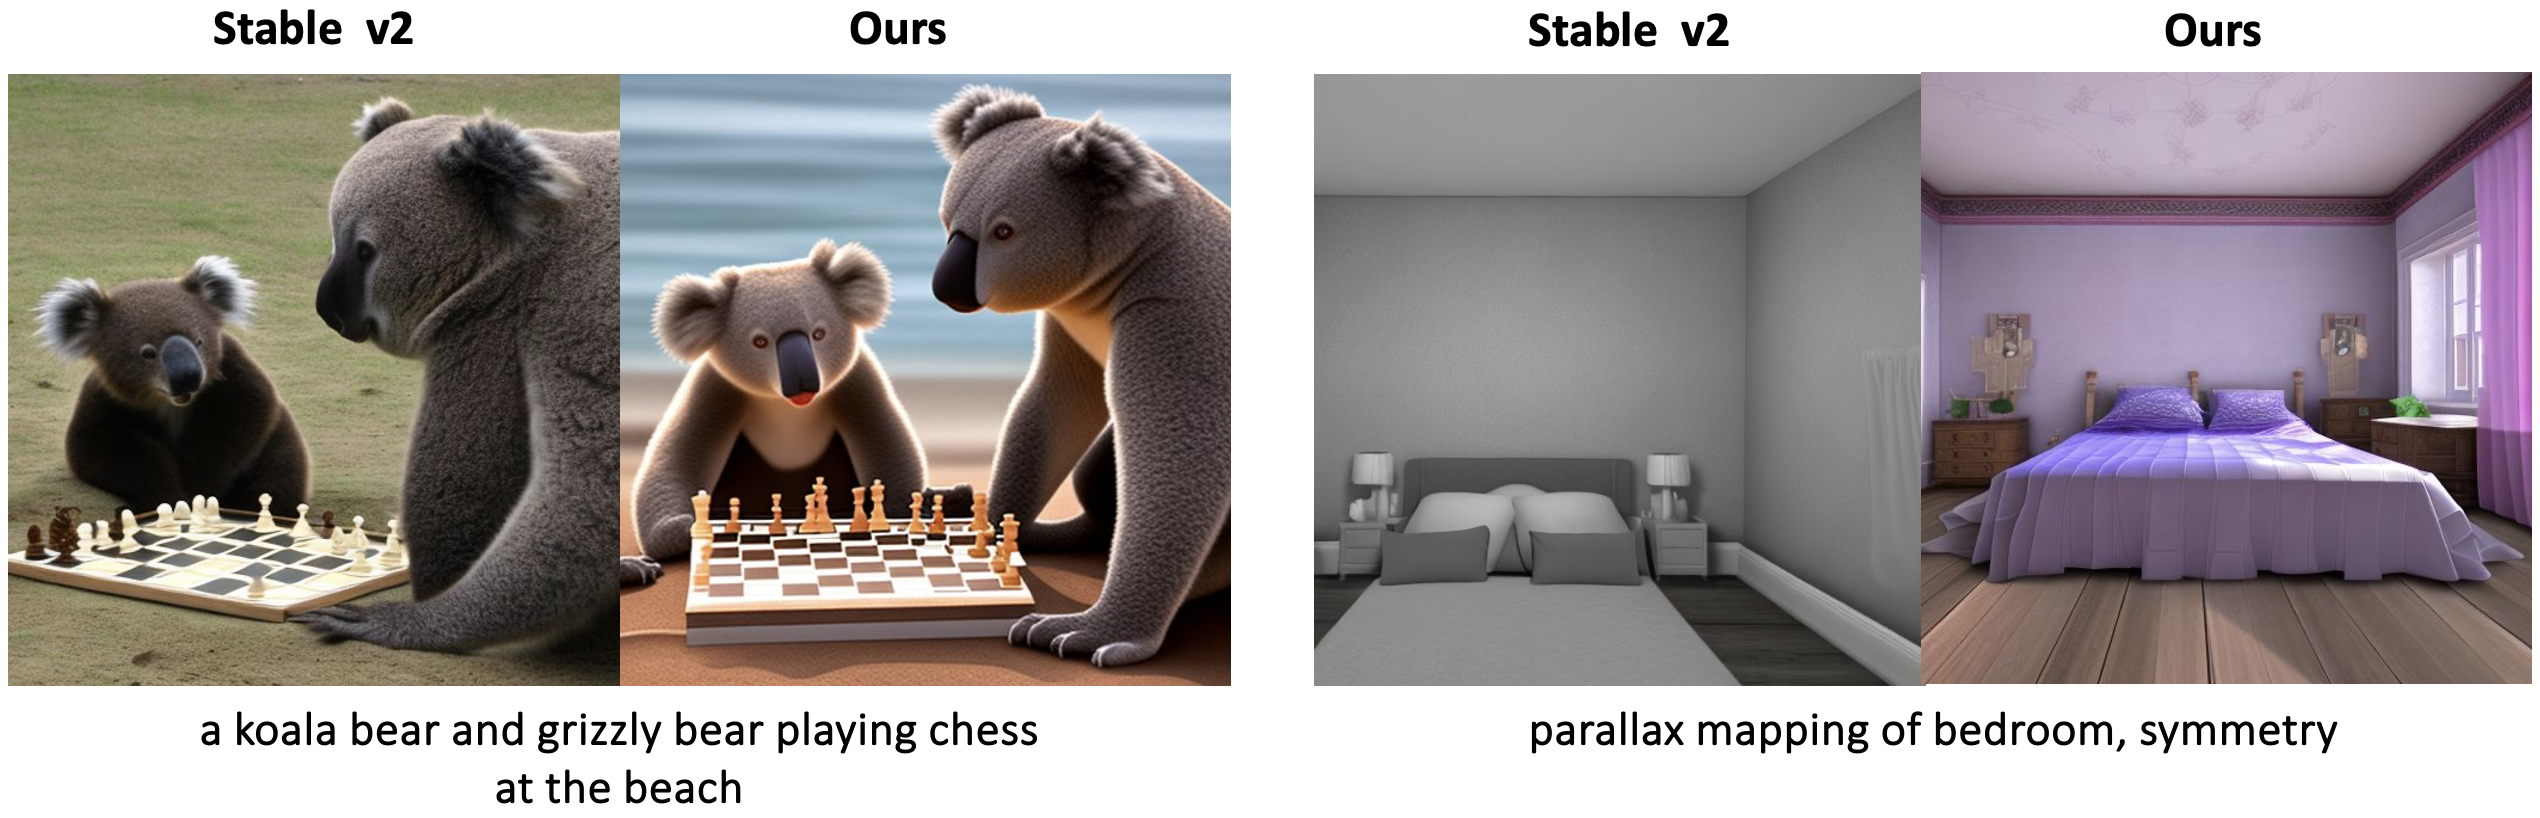 Stable v2
Ours
Stable v2
Ours
a koala bear and grizzly bear playing chess
at the beach
parallax mapping of bedroom, symmetry